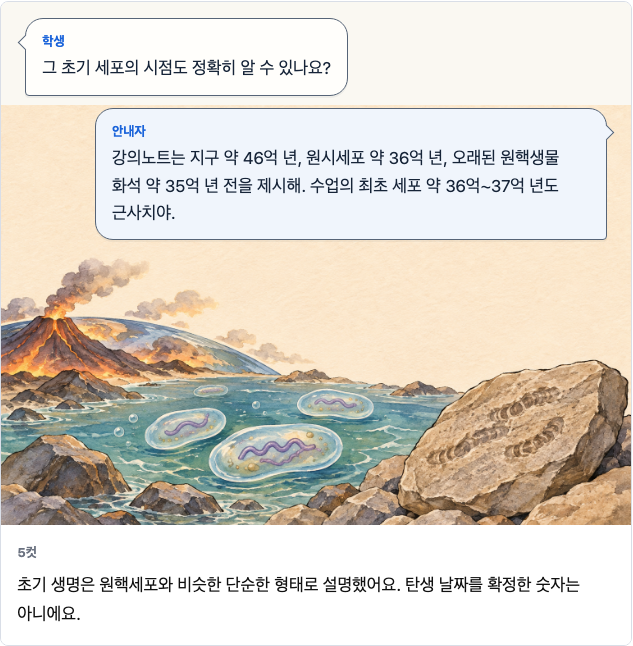 학생
그 초기 세포의 시점도 정확히 알 수 있나요?
안내자
강의노트는 지구 약 46억 년, 원시세포 약 36억 년, 오래된 원핵생물
화석 약 35억 년 전을 제시해. 수업의 최초 세포 약 36억~37억 년도
근사치야.
5컷
초기 생명은 원핵세포와 비슷한 단순한 형태로 설명했어요. 탄생 날짜를 확정한 숫자는
아니에요.